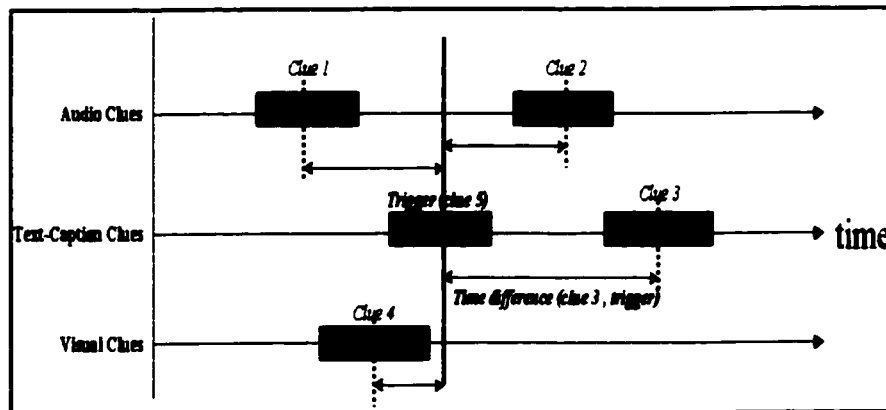 Clue 1
Clue 2
Audio Clues
Trigger (clue 5)
Clue 3
Text-Caption Clues
time
Time difference (clue 3 , trigger)
Clue 4
Visual Clues